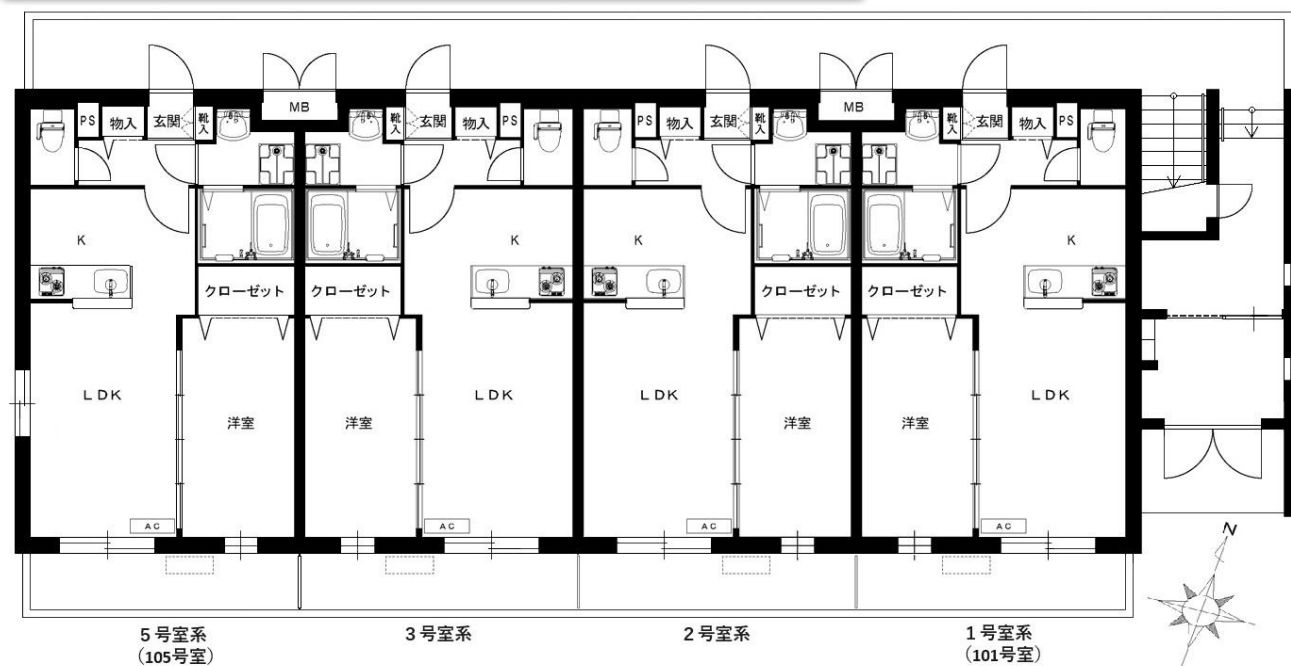 MB
MB
PS
物入
玄関
靴入
靴入
玄関
物入
PS
PS
物入
玄関
靴入
靴入
玄関
物入
PS
K
K
K
K
クローゼット
クローゼット
クローゼット
クローゼット
LDK
洋室
洋室
LDK
LDK
洋室
洋室
LDK
AC
AC
AC
AC
N
5号室系
(105号室)
3号室系
2号室系
1号室系
(101号室)